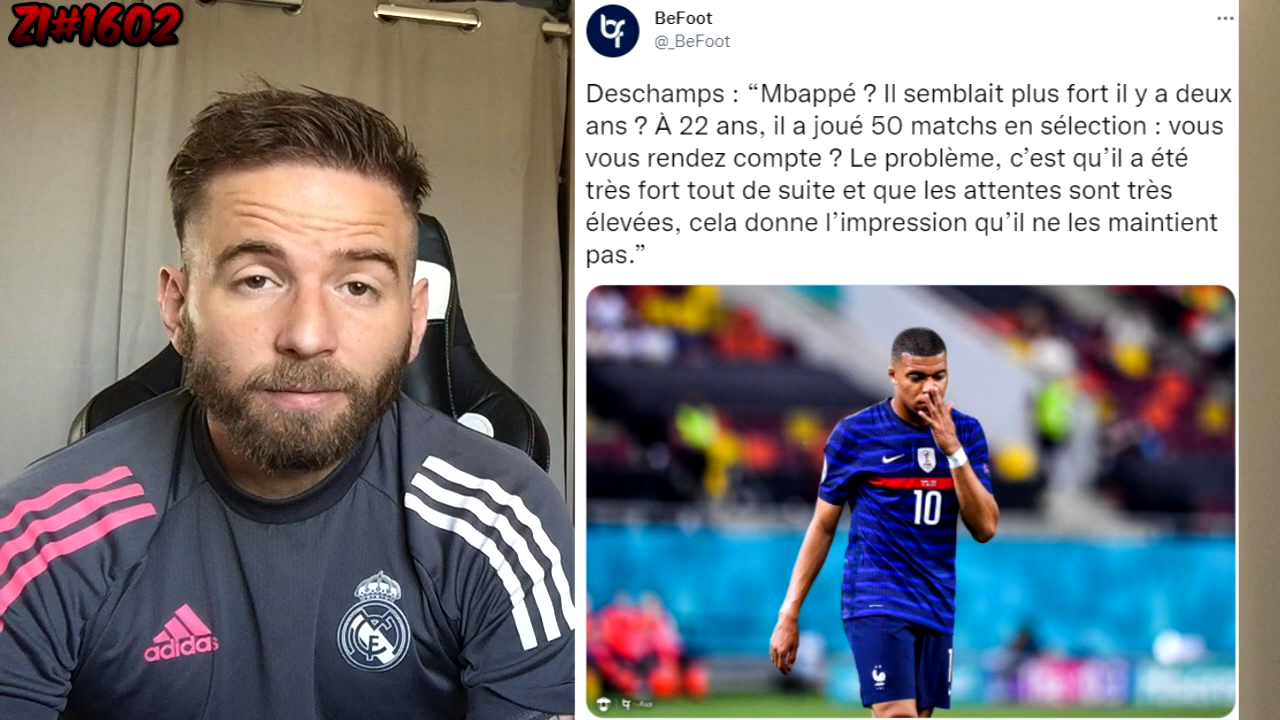 Z1#1602
BeFoot
@_BeFoot
Deschamps : “Mbappé ? Il semblait plus fort il y a deux
ans ? À 22 ans, il a joué 50 matchs en sélection : vous
vous rendez compte ? Le problème, c’est qu’il a été
très fort tout de suite et que les attentes sont très
élevées, cela donne l’impression qu’il ne les maintient
pas.”
10
adidas